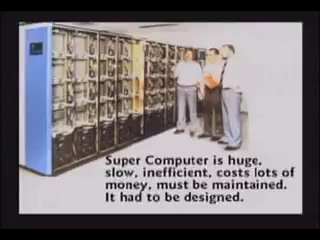 Super Computer is huge,
slow, inefficient, costs lots of
money, must be maintained.
It had to be designed.